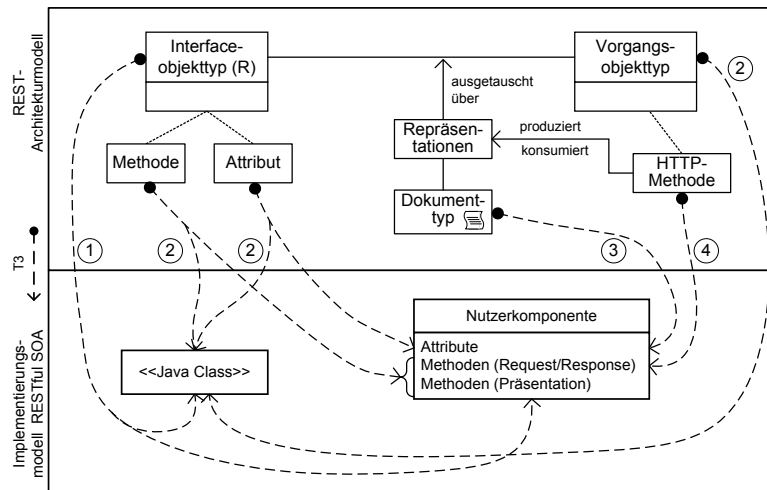 REST-
Architekturmodell
Interface-
objekttyp (R)
Vorgangs-
objekttyp
2
ausgetauscht
über
Repräsen-
tationen
produziert
konsumiert
Methode
Attribut
HTTP-
Methode
Dokument-
typ
T3
1
2
2
3
4
Implementierungs-
modell RESTful SOA
<<Java Class>>
Nutzerkomponente
Attribute
Methoden (Request/Response)
Methoden (Präsentation)